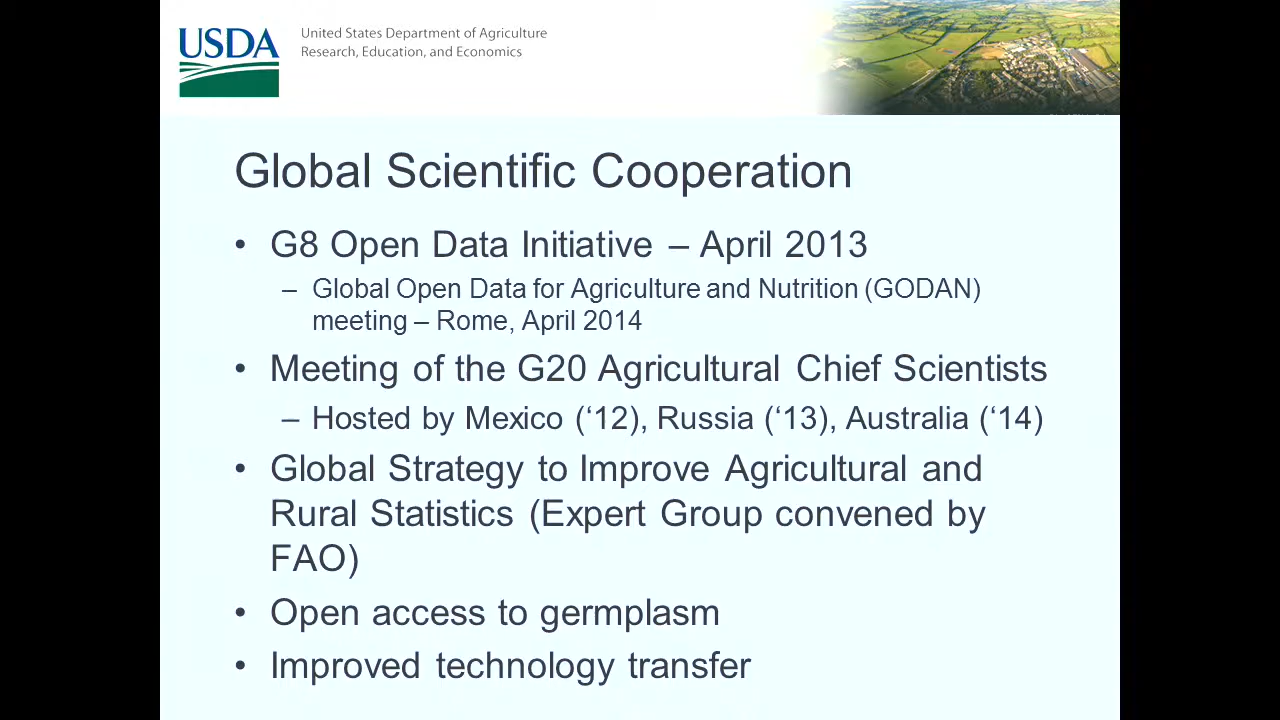 USDA
United States Department of Agriculture
Research, Education, and Economics
Global Scientific Cooperation
• G8 Open Data Initiative – April 2013
– Global Open Data for Agriculture and Nutrition (GODAN)
meeting – Rome, April 2014
• Meeting of the G20 Agricultural Chief Scientists
– Hosted by Mexico (‘12), Russia (‘13), Australia (‘14)
• Global Strategy to Improve Agricultural and
Rural Statistics (Expert Group convened by
FAO)
• Open access to germplasm
• Improved technology transfer